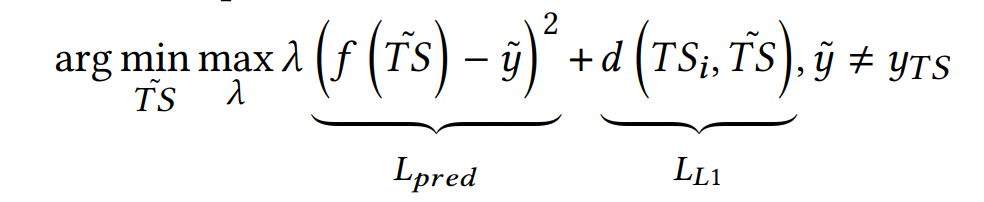 arg min max λ (f (T̃S) − ỹ)² + d (TSᵢ, T̃S), ỹ ≠ y_TS
T̃S λ
L_pred L_L1